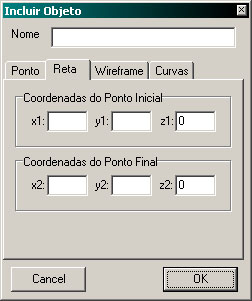 Incluir Objeto
Nome
Ponto Reta Wireframe Curvas
Coordenadas do Ponto Inicial
x1: y1: z1: 0
Coordenadas do Ponto Final
x2: y2: z2: 0
Cancel OK